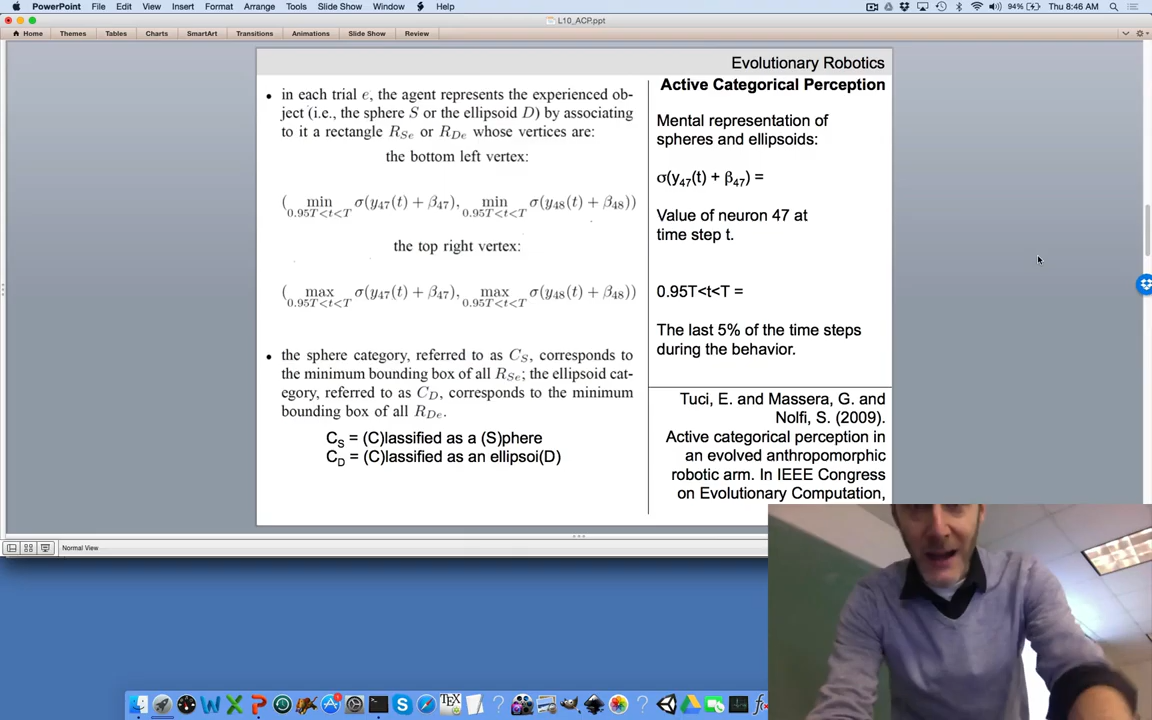 PowerPoint File Edit View Insert Format Arrange Tools Slide Show Window Help 94% Thu 8:46 AM
L10_ACP.ppt
Home Themes Tables Charts SmartArt Transitions Animations Slide Show Review
Evolutionary Robotics
• in each trial e, the agent represents the experienced ob-
ject (i.e., the sphere S or the ellipsoid D) by associating
to it a rectangle R_Se or R_De whose vertices are:
the bottom left vertex:
( min σ(y47(t) + β47), min σ(y48(t) + β48))
0.95T<t<T 0.95T<t<T
the top right vertex:
( max σ(y47(t) + β47), max σ(y48(t) + β48))
0.95T<t<T 0.95T<t<T
• the sphere category, referred to as C_S, corresponds to
the minimum bounding box of all R_Se; the ellipsoid cat-
egory, referred to as C_D, corresponds to the minimum
bounding box of all R_De.
C_S = (C)lassified as a (S)phere
C_D = (C)lassified as an ellipsoi(D)
Active Categorical Perception
Mental representation of
spheres and ellipsoids:
σ(y47(t) + β47) =
Value of neuron 47 at
time step t.
0.95T<t<T =
The last 5% of the time steps
during the behavior.
Tuci, E. and Massera, G. and
Nolfi, S. (2009).
Active categorical perception in
an evolved anthropomorphic
robotic arm. In IEEE Congress
on Evolutionary Computation,
Normal View